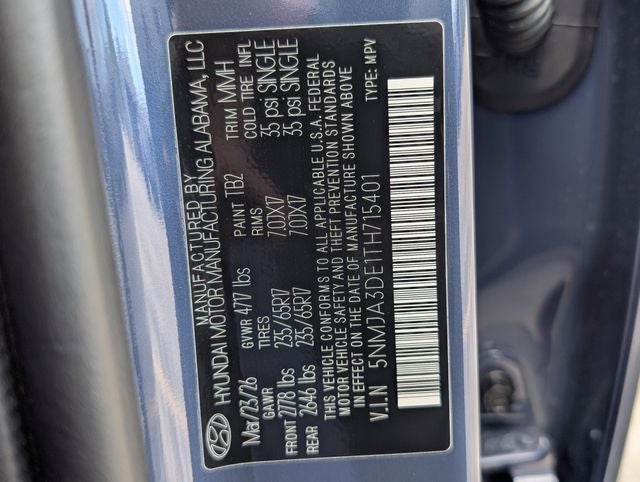 MANUFACTURED BY
HYUNDAI MOTOR MANUFACTURING ALABAMA, LLC
Mar/23/26 GVWR 4717 lbs PAINT TB2 TRIM MMH
GAWR TIRES RIMS COLD TIRE INFL
FRONT 2778 lbs 235/65R17 7.0JX17 35 psi SINGLE
REAR 2646 lbs 235/65R17 7.0JX17 35 psi SINGLE
THIS VEHICLE CONFORMS TO ALL APPLICABLE U.S.A. FEDERAL
MOTOR VEHICLE SAFETY AND THEFT PREVENTION STANDARDS
IN EFFECT ON THE DATE OF MANUFACTURE SHOWN ABOVE
V.I.N 5NMJA3DE1TH715401 TYPE: MPV